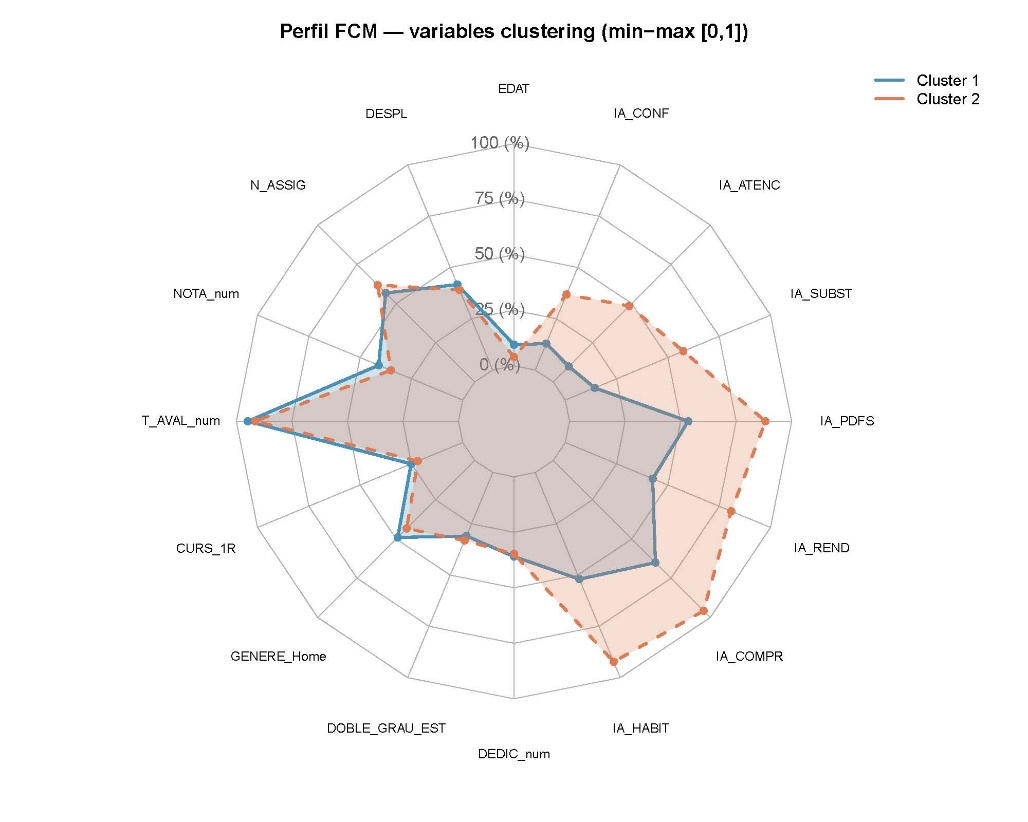 Perfil FCM — variables clustering (min−max [0,1])
Cluster 1
Cluster 2
EDAT
DESPL
IA_CONF
100 (%)
N_ASSIG
IA_ATENC
75 (%)
50 (%)
NOTA_num
IA_SUBST
25 (%)
0 (%)
T_AVAL_num
IA_PDFS
CURS_1R
IA_REND
GENERE_Home
IA_COMPR
DOBLE_GRAU_EST
IA_HABIT
DEDIC_num